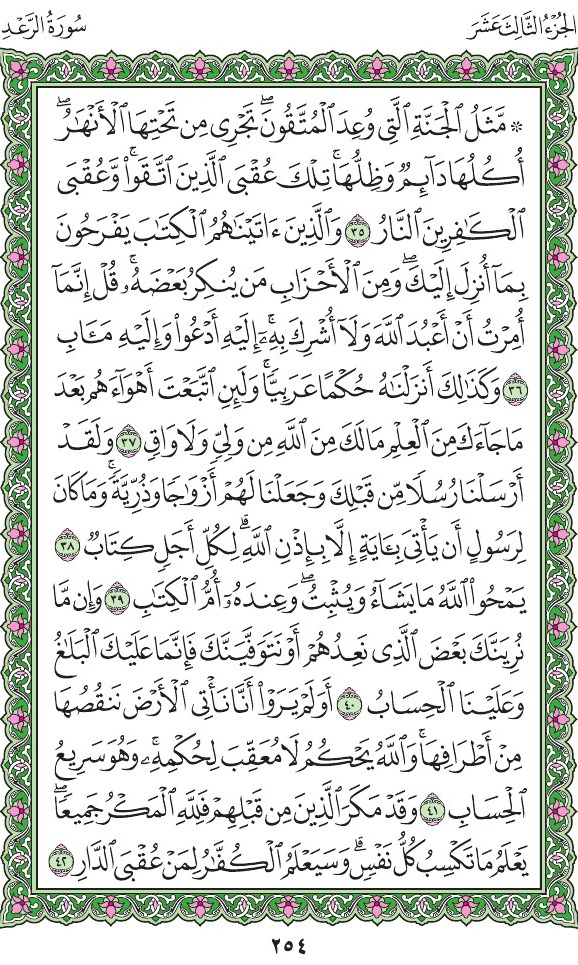 الجُزْءُ الثَّالِثَ عَشَرَ
سُورَةُ الرَّعْدِ
۞ مَّثَلُ ٱلْجَنَّةِ ٱلَّتِي وُعِدَ ٱلْمُتَّقُونَۖ تَجْرِي مِن تَحْتِهَا ٱلْأَنْهَٰرُۖ
أُكُلُهَا دَآئِمٌ وَظِلُّهَاۚ تِلْكَ عُقْبَى ٱلَّذِينَ ٱتَّقَواْۚ وَّعُقْبَى
ٱلْكَٰفِرِينَ ٱلنَّارُ ٣٥ وَٱلَّذِينَ ءَاتَيْنَٰهُمُ ٱلْكِتَٰبَ يَفْرَحُونَ
بِمَآ أُنزِلَ إِلَيْكَۖ وَمِنَ ٱلْأَحْزَابِ مَن يُنكِرُ بَعْضَهُۥۚ قُلْ إِنَّمَآ
أُمِرْتُ أَنْ أَعْبُدَ ٱللَّهَ وَلَآ أُشْرِكَ بِهِۦٓۚ إِلَيْهِ أَدْعُواْ وَإِلَيْهِ مَـَٔابِ
٣٦ وَكَذَٰلِكَ أَنزَلْنَٰهُ حُكْمًا عَرَبِيًّاۚ وَلَئِنِ ٱتَّبَعْتَ أَهْوَآءَهُم بَعْدَ
مَا جَآءَكَ مِنَ ٱلْعِلْمِ مَا لَكَ مِنَ ٱللَّهِ مِن وَلِيٍّ وَلَا وَاقٍ ٣٧ وَلَقَدْ
أَرْسَلْنَا رُسُلًا مِّن قَبْلِكَ وَجَعَلْنَا لَهُمْ أَزْوَٰجًا وَذُرِّيَّةًۚ وَمَا كَانَ
لِرَسُولٍ أَن يَأْتِيَ بِـَٔايَةٍ إِلَّا بِإِذْنِ ٱللَّهِۗ لِكُلِّ أَجَلٍ كِتَابٌ ٣٨
يَمْحُواْ ٱللَّهُ مَا يَشَآءُ وَيُثْبِتُۖ وَعِندَهُۥٓ أُمُّ ٱلْكِتَٰبِ ٣٩ وَإِن مَّا
نُرِيَنَّكَ بَعْضَ ٱلَّذِي نَعِدُهُمْ أَوْ نَتَوَفَّيَنَّكَ فَإِنَّمَا عَلَيْكَ ٱلْبَلَٰغُ
وَعَلَيْنَا ٱلْحِسَابُ ٤٠ أَوَلَمْ يَرَوْاْ أَنَّا نَأْتِي ٱلْأَرْضَ نَنقُصُهَا
مِنْ أَطْرَافِهَاۚ وَٱللَّهُ يَحْكُمُ لَا مُعَقِّبَ لِحُكْمِهِۦۚ وَهُوَ سَرِيعُ
ٱلْحِسَابِ ٤١ وَقَدْ مَكَرَ ٱلَّذِينَ مِن قَبْلِهِمْ فَلِلَّهِ ٱلْمَكْرُ جَمِيعًاۖ
يَعْلَمُ مَا تَكْسِبُ كُلُّ نَفْسٍۗ وَسَيَعْلَمُ ٱلْكُفَّٰرُ لِمَنْ عُقْبَى ٱلدَّارِ ٤٢
٢٥٤